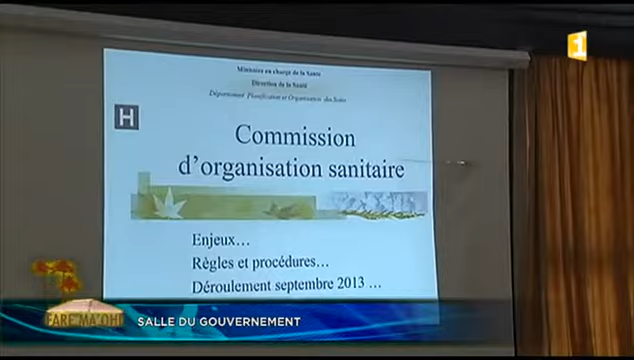 Ministère en charge de la Santé
Direction de la Santé
Département Planification et Organisation des Soins
H
1
Commission
d'organisation sanitaire
Enjeux…
Règles et procédures…
Déroulement septembre 2013 …
FARE MA'OHI
SALLE DU GOUVERNEMENT